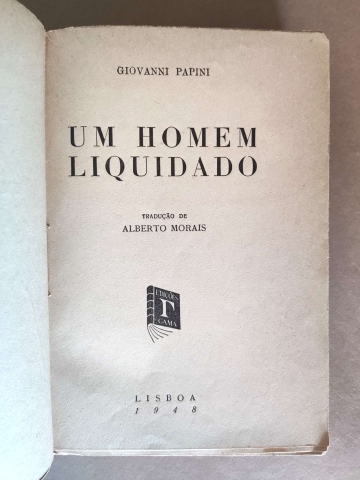 GIOVANNI PAPINI
UM HOMEM
LIQUIDADO
TRADUÇÃO DE
ALBERTO MORAIS
EDIÇÕES
Γ
GAMA
LISBOA
1948